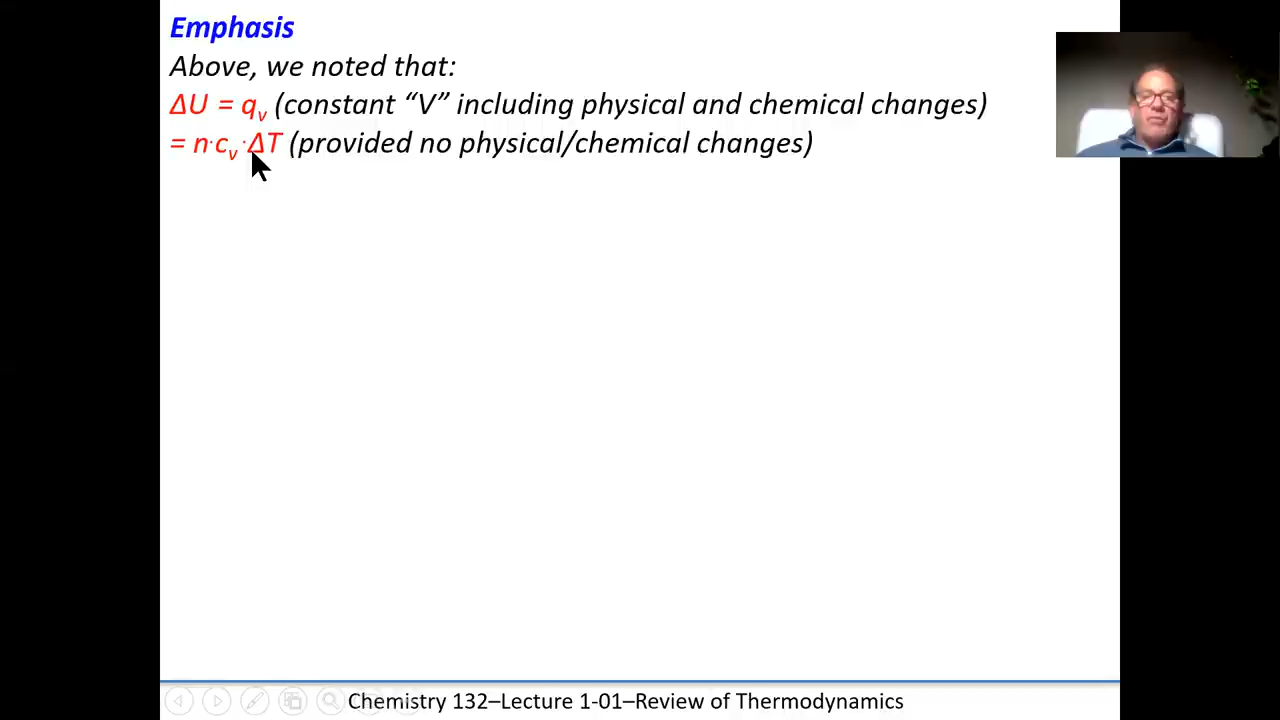 Emphasis
Above, we noted that:
ΔU = qv (constant “V” including physical and chemical changes)
= n·cv·ΔT (provided no physical/chemical changes)
Chemistry 132–Lecture 1-01–Review of Thermodynamics